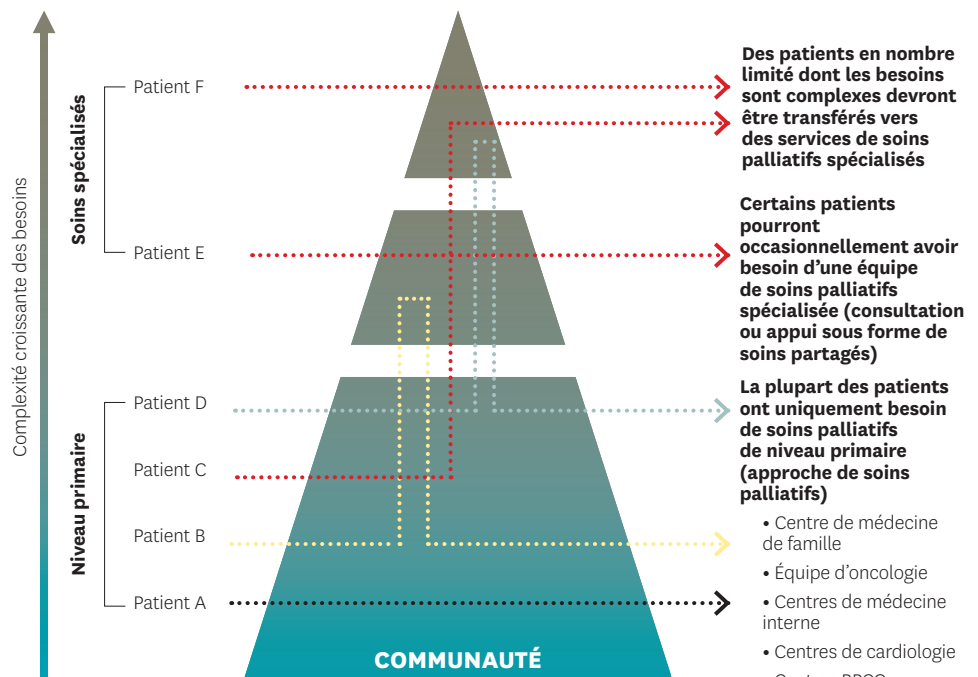 Complexité croissante des besoins
Soins spécialisés
Niveau primaire
Patient F
Patient E
Patient D
Patient C
Patient B
Patient A
COMMUNAUTÉ
Des patients en nombre
limité dont les besoins
sont complexes devront
être transférés vers
des services de soins
palliatifs spécialisés
Certains patients
pourront
occasionnellement avoir
besoin d'une équipe
de soins palliatifs
spécialisée (consultation
ou appui sous forme de
soins partagés)
La plupart des patients
ont uniquement besoin
de soins palliatifs
de niveau primaire
(approche de soins
palliatifs)
• Centre de médecine
de famille
• Équipe d'oncologie
• Centres de médecine
interne
• Centres de cardiologie